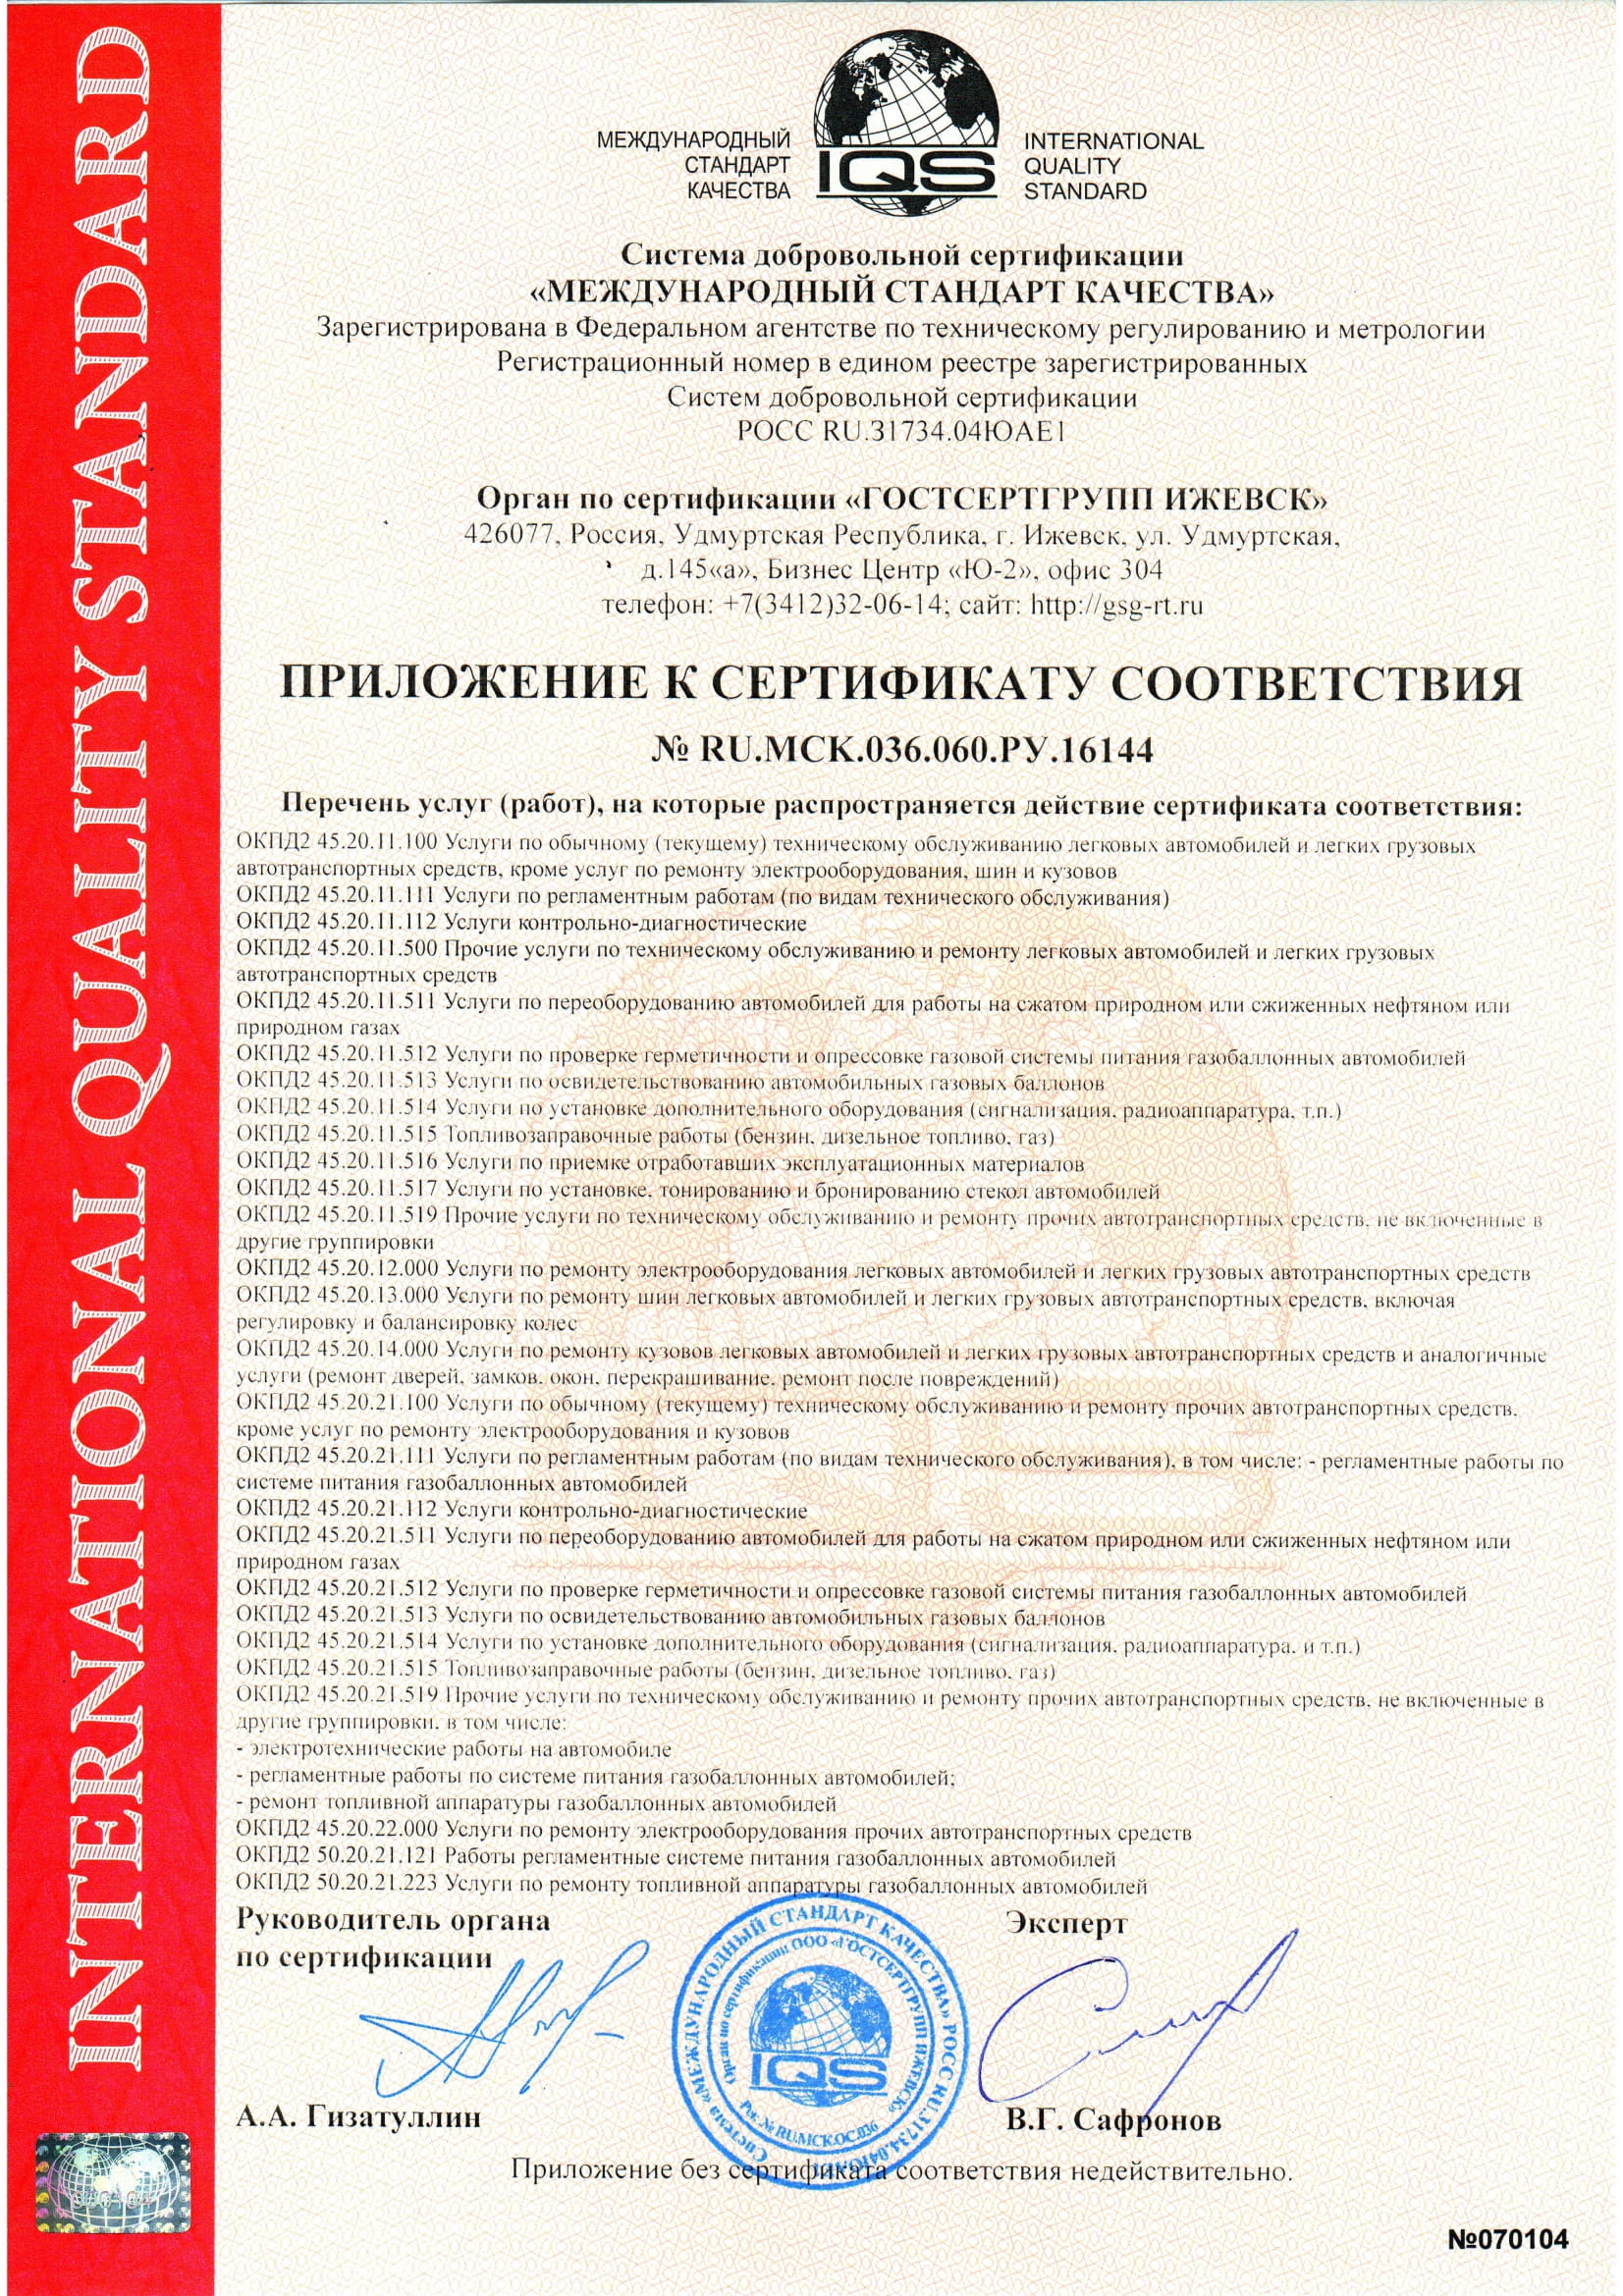 INTERNATIONAL QUALITY STANDARD
МЕЖДУНАРОДНЫЙ
СТАНДАРТ
КАЧЕСТВА
IQS
INTERNATIONAL
QUALITY
STANDARD
Система добровольной сертификации
«МЕЖДУНАРОДНЫЙ СТАНДАРТ КАЧЕСТВА»
Зарегистрирована в Федеральном агентстве по техническому регулированию и метрологии
Регистрационный номер в едином реестре зарегистрированных
Систем добровольной сертификации
РОСС RU.31734.04ЮАЕ1
Орган по сертификации «ГОСТСЕРТГРУПП ИЖЕВСК»
426077, Россия, Удмуртская Республика, г. Ижевск, ул. Удмуртская,
д.145«а», Бизнес Центр «Ю-2», офис 304
телефон: +7(3412)32-06-14; сайт: http://gsg-rt.ru
ПРИЛОЖЕНИЕ К СЕРТИФИКАТУ СООТВЕТСТВИЯ
№ RU.МСК.036.060.РУ.16144
Перечень услуг (работ), на которые распространяется действие сертификата соответствия:
ОКПД2 45.20.11.100 Услуги по обычному (текущему) техническому обслуживанию легковых автомобилей и легких грузовых
автотранспортных средств, кроме услуг по ремонту электрооборудования, шин и кузовов
ОКПД2 45.20.11.111 Услуги по регламентным работам (по видам технического обслуживания)
ОКПД2 45.20.11.112 Услуги контрольно-диагностические
ОКПД2 45.20.11.500 Прочие услуги по техническому обслуживанию и ремонту легковых автомобилей и легких грузовых
автотранспортных средств
ОКПД2 45.20.11.511 Услуги по переоборудованию автомобилей для работы на сжатом природном или сжиженных нефтяном или
природном газах
ОКПД2 45.20.11.512 Услуги по проверке герметичности и опрессовке газовой системы питания газобаллонных автомобилей
ОКПД2 45.20.11.513 Услуги по освидетельствованию автомобильных газовых баллонов
ОКПД2 45.20.11.514 Услуги по установке дополнительного оборудования (сигнализация, радиоаппаратура, т.п.)
ОКПД2 45.20.11.515 Топливозаправочные работы (бензин, дизельное топливо, газ)
ОКПД2 45.20.11.516 Услуги по приемке отработавших эксплуатационных материалов
ОКПД2 45.20.11.517 Услуги по установке, тонированию и бронированию стекол автомобилей
ОКПД2 45.20.11.519 Прочие услуги по техническому обслуживанию и ремонту прочих автотранспортных средств, не включенные в
другие группировки
ОКПД2 45.20.12.000 Услуги по ремонту электрооборудования легковых автомобилей и легких грузовых автотранспортных средств
ОКПД2 45.20.13.000 Услуги по ремонту шин легковых автомобилей и легких грузовых автотранспортных средств, включая
регулировку и балансировку колес
ОКПД2 45.20.14.000 Услуги по ремонту кузовов легковых автомобилей и легких грузовых автотранспортных средств и аналогичные
услуги (ремонт дверей, замков, окон, перекрашивание, ремонт после повреждений)
ОКПД2 45.20.21.100 Услуги по обычному (текущему) техническому обслуживанию и ремонту прочих автотранспортных средств,
кроме услуг по ремонту электрооборудования и кузовов
ОКПД2 45.20.21.111 Услуги по регламентным работам (по видам технического обслуживания), в том числе: - регламентные работы по
системе питания газобаллонных автомобилей
ОКПД2 45.20.21.112 Услуги контрольно-диагностические
ОКПД2 45.20.21.511 Услуги по переоборудованию автомобилей для работы на сжатом природном или сжиженных нефтяном или
природном газах
ОКПД2 45.20.21.512 Услуги по проверке герметичности и опрессовке газовой системы питания газобаллонных автомобилей
ОКПД2 45.20.21.513 Услуги по освидетельствованию автомобильных газовых баллонов
ОКПД2 45.20.21.514 Услуги по установке дополнительного оборудования (сигнализация, радиоаппаратура, и т.п.)
ОКПД2 45.20.21.515 Топливозаправочные работы (бензин, дизельное топливо, газ)
ОКПД2 45.20.21.519 Прочие услуги по техническому обслуживанию и ремонту прочих автотранспортных средств, не включенные в
другие группировки, в том числе:
- электротехнические работы на автомобиле
- регламентные работы по системе питания газобаллонных автомобилей;
- ремонт топливной аппаратуры газобаллонных автомобилей
ОКПД2 45.20.22.000 Услуги по ремонту электрооборудования прочих автотранспортных средств
ОКПД2 50.20.21.121 Работы регламентные системе питания газобаллонных автомобилей
ОКПД2 50.20.21.223 Услуги по ремонту топливной аппаратуры газобаллонных автомобилей
Руководитель органа
по сертификации
Эксперт
Система «МЕЖДУНАРОДНЫЙ СТАНДАРТ КАЧЕСТВА» РОСС RU.31734.04ЮАЕ1
Орган по сертификации ООО «ГОСТСЕРТГРУПП ИЖЕВСК»
IQS
Рег. № RU.МСК.ОС.036
А.А. Гизатуллин
В.Г. Сафронов
Приложение без сертификата соответствия недействительно.
№070104